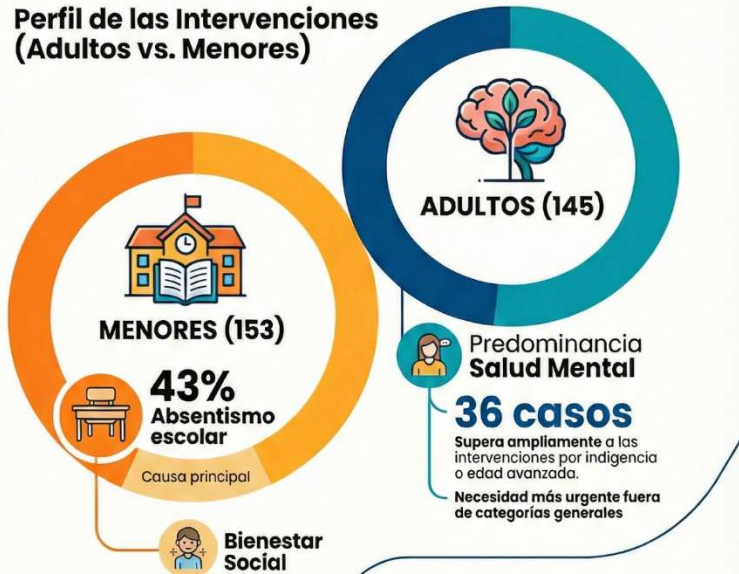 Perfil de las Intervenciones
(Adultos vs. Menores)
ADULTOS (145)
Predominancia
Salud Mental
36 casos
Supera ampliamente a las
intervenciones por indigencia
o edad avanzada.
Necesidad más urgente fuera
de categorías generales
MENORES (153)
43%
Absentismo
escolar
Causa principal
Bienestar
Social